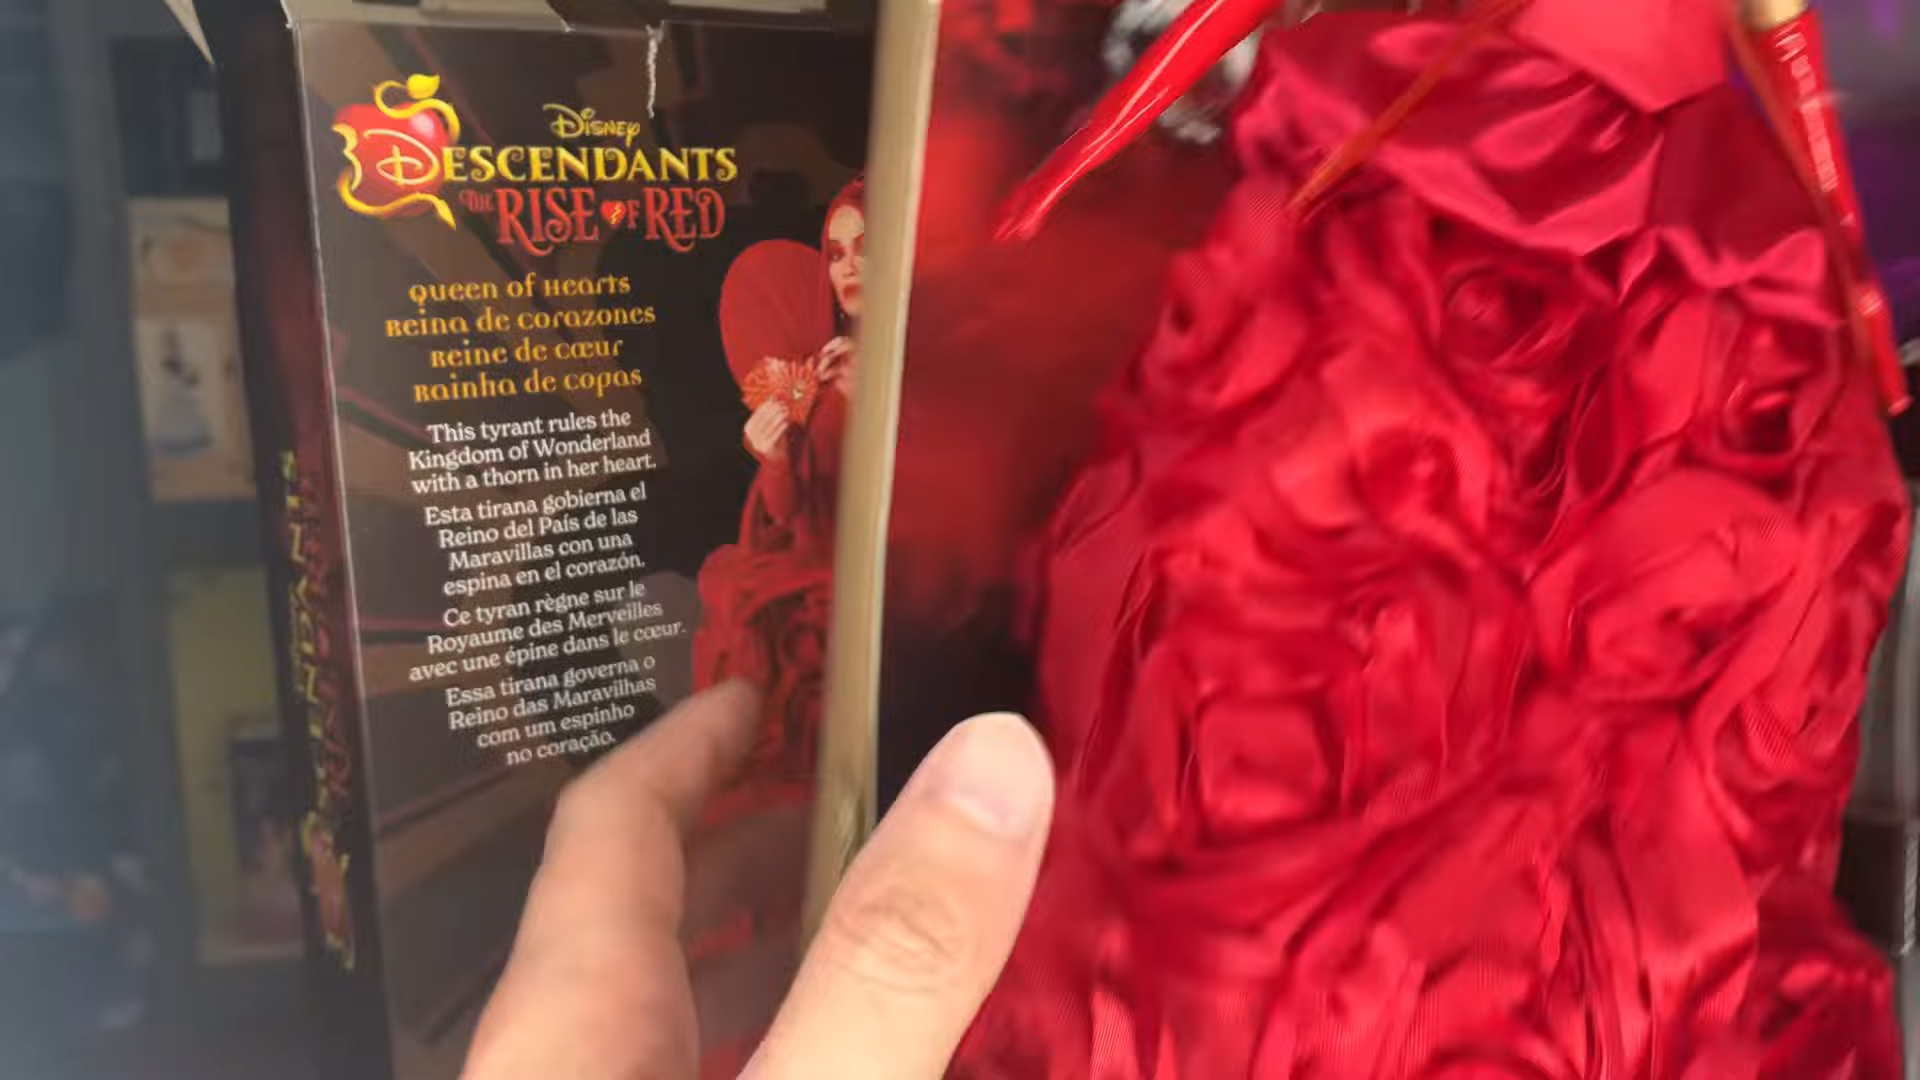 Disney
DESCENDANTS
THE RISE OF RED
Queen of Hearts
Reina de corazones
Reine de cœur
Rainha de copas
This tyrant rules the
Kingdom of Wonderland
with a thorn in her heart.
Esta tirana gobierna el
Reino del País de las
Maravillas con una
espina en el corazón.
Ce tyran règne sur le
Royaume des Merveilles
avec une épine dans le cœur.
Essa tirana governa o
Reino das Maravilhas
com um espinho
no coração.